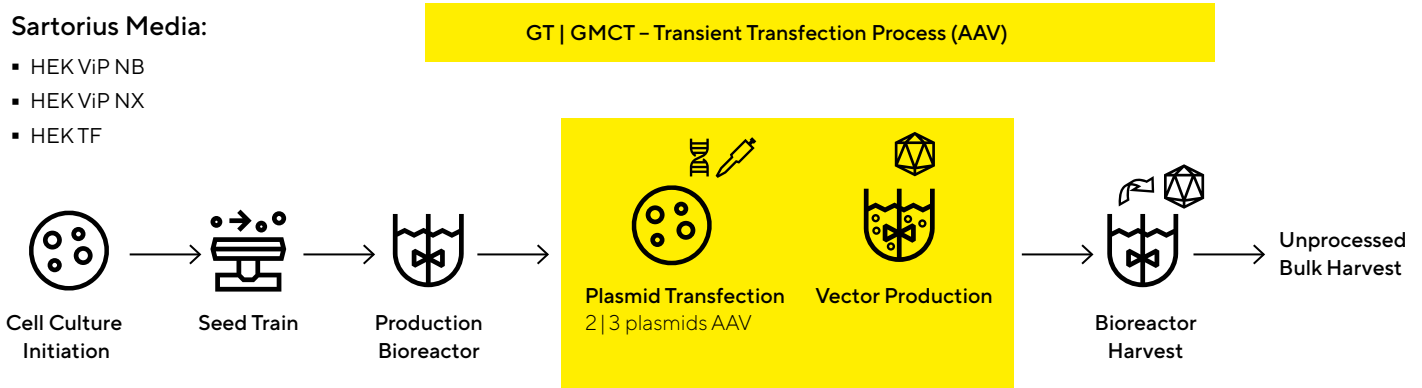 Sartorius Media:
▪ HEK ViP NB
▪ HEK ViP NX
▪ HEK TF
GT | GMCT – Transient Transfection Process (AAV)
Cell Culture
Initiation
Seed Train
Production
Bioreactor
Plasmid Transfection
2 | 3 plasmids AAV
Vector Production
Bioreactor
Harvest
Unprocessed
Bulk Harvest